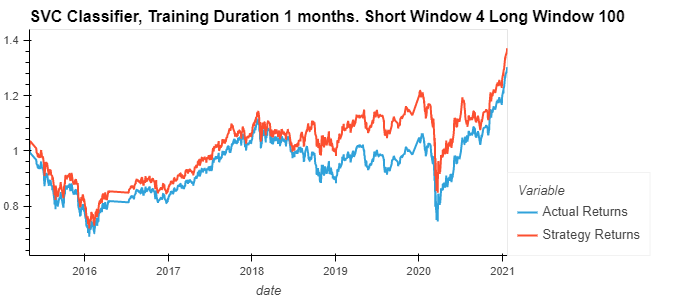 SVC Classifier, Training Duration 1 months. Short Window 4 Long Window 100
1.4
1.2
1
0.8
2016 2017 2018 2019 2020 2021
date
Variable
Actual Returns
Strategy Returns